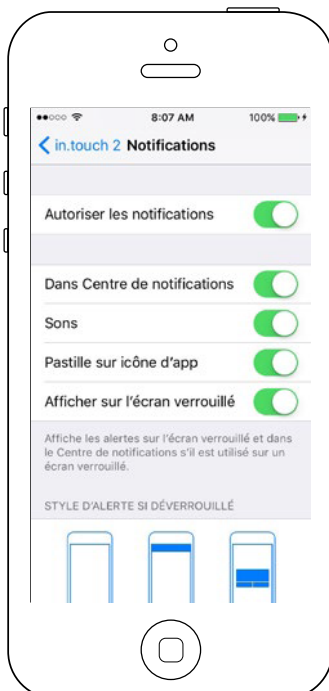 8:07 AM 100%
in.touch 2 Notifications
Autoriser les notifications
Dans Centre de notifications
Sons
Pastille sur icône d'app
Afficher sur l'écran verrouillé
Affiche les alertes sur l'écran verrouillé et dans
le Centre de notifications s'il est utilisé sur un
écran verrouillé.
STYLE D'ALERTE SI DÉVERROUILLÉ